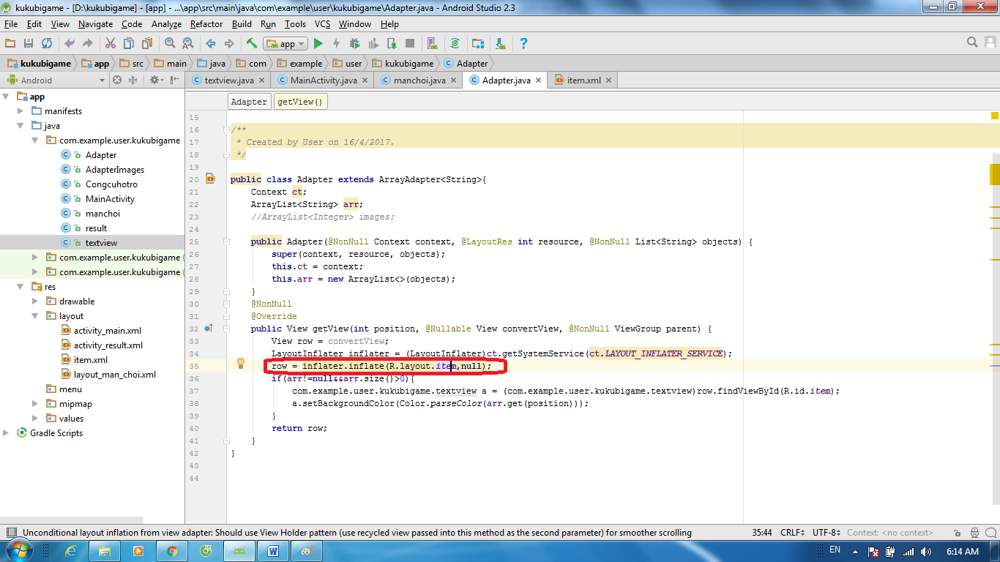 kukubigame - [D:\kukubigame] - [app] - ...\app\src\main\java\com\example\user\kukubigame\Adapter.java - Android Studio 2.3
File Edit View Navigate Code Analyze Refactor Build Run Tools VCS Window Help
app
kukubigame app src main java com example user kukubigame Adapter
Android
textview.java MainActivity.java manchoi.java Adapter.java item.xml
app
manifests
java
com.example.user.kukubigame
Adapter
AdapterImages
Congcuhotro
MainActivity
manchoi
result
textview
com.example.user.kukubigame (
com.example.user.kukubigame (
res
drawable
layout
activity_main.xml
activity_result.xml
item.xml
layout_man_choi.xml
menu
mipmap
values
Gradle Scripts
Adapter getView()
15
16 /**
17 * Created by User on 16/4/2017.
18 */
19
20 public class Adapter extends ArrayAdapter<String>{
21 Context ct;
22 ArrayList<String> arr;
23 //ArrayList<Integer> images;
24
25 public Adapter(@NonNull Context context, @LayoutRes int resource, @NonNull List<String> objects) {
26 super(context, resource, objects);
27 this.ct = context;
28 this.arr = new ArrayList<>(objects);
29 }
30 @NonNull
31 @Override
32 public View getView(int position, @Nullable View convertView, @NonNull ViewGroup parent) {
33 View row = convertView;
34 LayoutInflater inflater = (LayoutInflater)ct.getSystemService(ct.LAYOUT_INFLATER_SERVICE);
35 row = inflater.inflate(R.layout.item,null);
36 if(arr!=null&&arr.size()>0){
37 com.example.user.kukubigame.textview a = (com.example.user.kukubigame.textview)row.findViewById(R.id.item);
38 a.setBackgroundColor(Color.parseColor(arr.get(position)));
39 }
40 return row;
41 }
42 }
43
44
Unconditional layout inflation from view adapter: Should use View Holder pattern (use recycled view passed into this method as the second parameter) for smoother scrolling 35:44 CRLF UTF-8 Context: <no context>
EN 6:14 AM